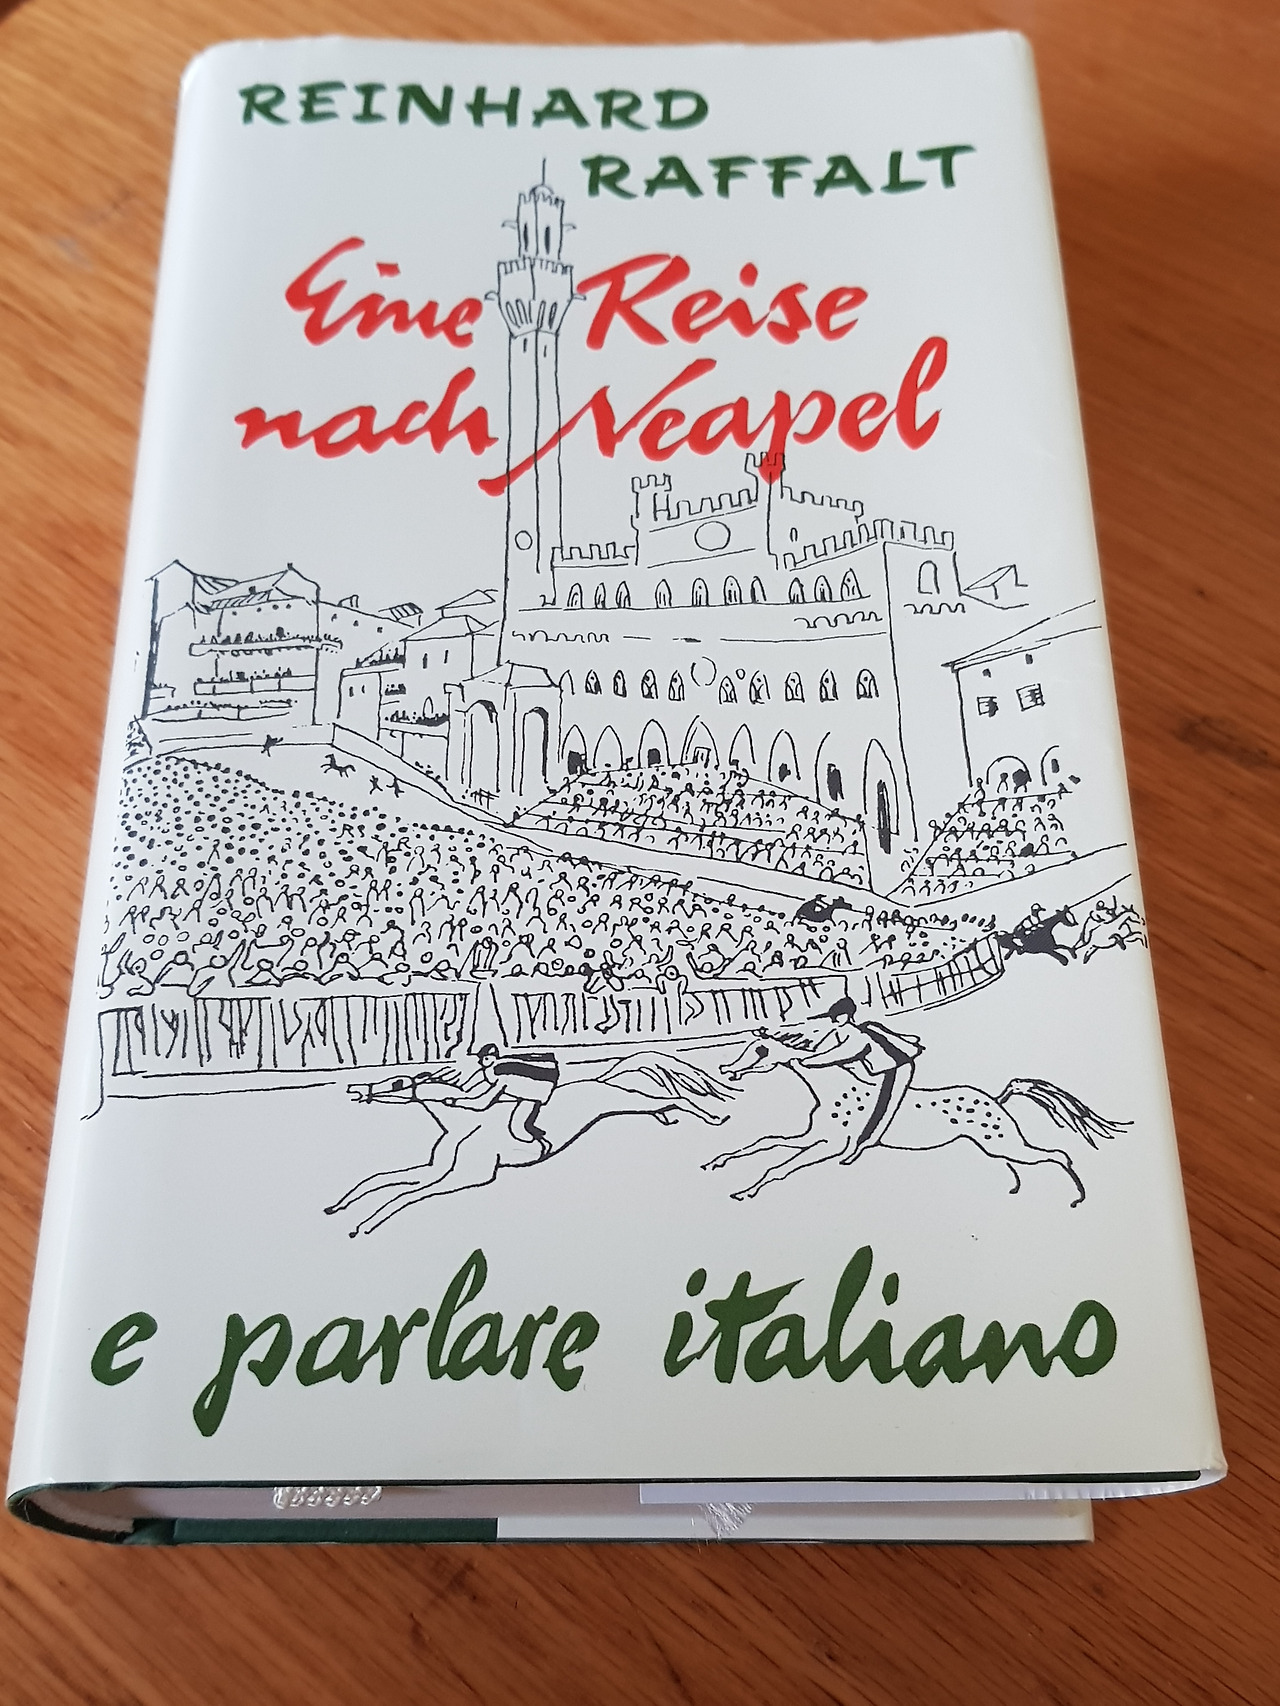 REINHARD
RAFFALT
Eine Reise
nach Neapel
e parlare italiano